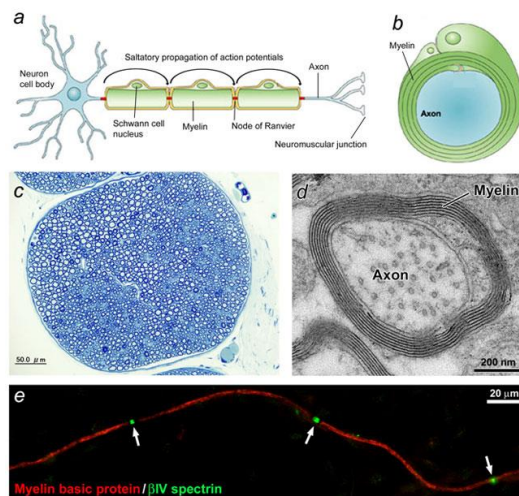 a
Saltatory propagation of action potentials
Neuron
cell body
Axon
Schwann cell
nucleus
Myelin
Node of Ranvier
Neuromuscular junction
b
Myelin
Axon
c
50.0 μm
d
Myelin
Axon
200 nm
e
20 μm
Myelin basic protein/βIV spectrin